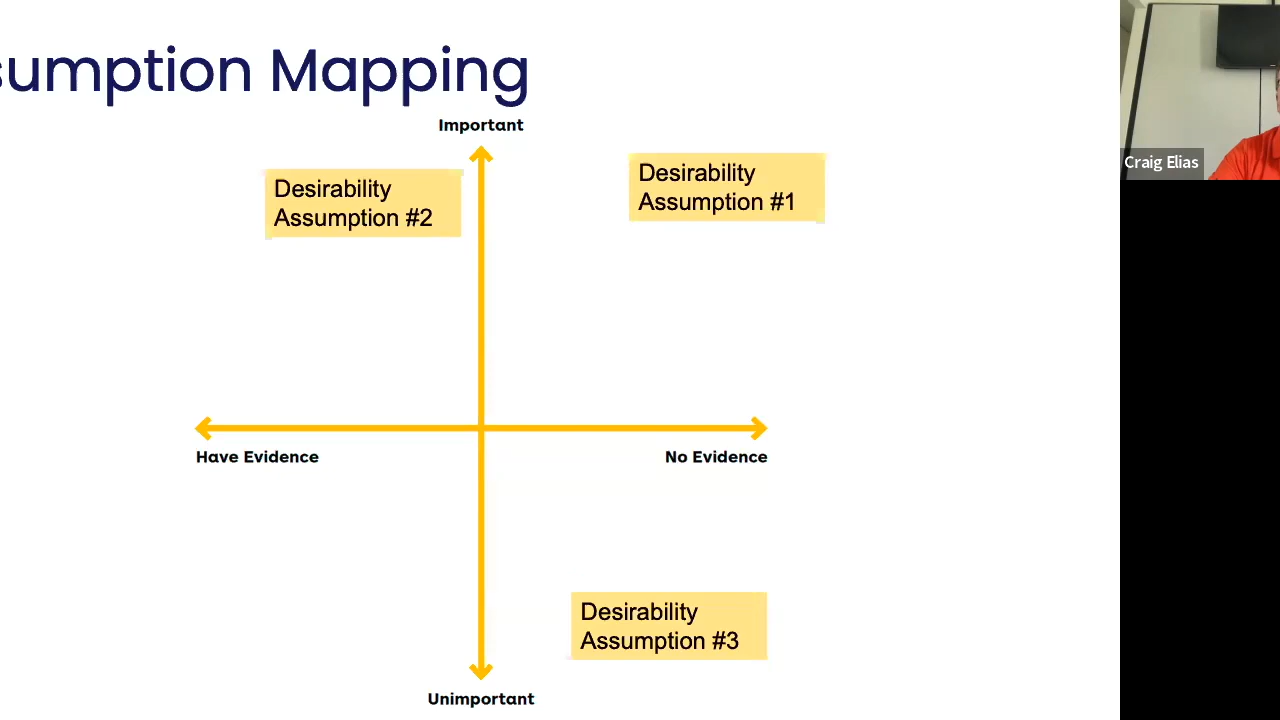 sumption Mapping
Important
Desirability
Assumption #2
Desirability
Assumption #1
Craig Elias
Have Evidence
No Evidence
Desirability
Assumption #3
Unimportant